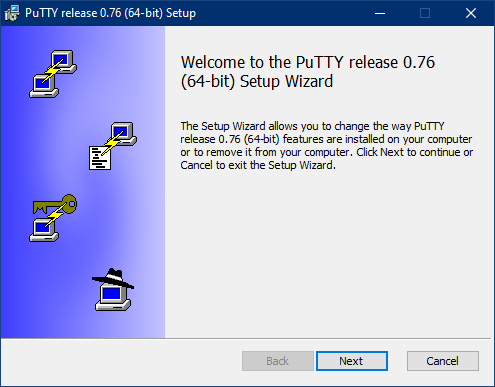 PuTTY release 0.76 (64-bit) Setup
Welcome to the PuTTY release 0.76
(64-bit) Setup Wizard
The Setup Wizard allows you to change the way PuTTY
release 0.76 (64-bit) features are installed on your computer
or to remove it from your computer. Click Next to continue or
Cancel to exit the Setup Wizard.
Back
Next
Cancel